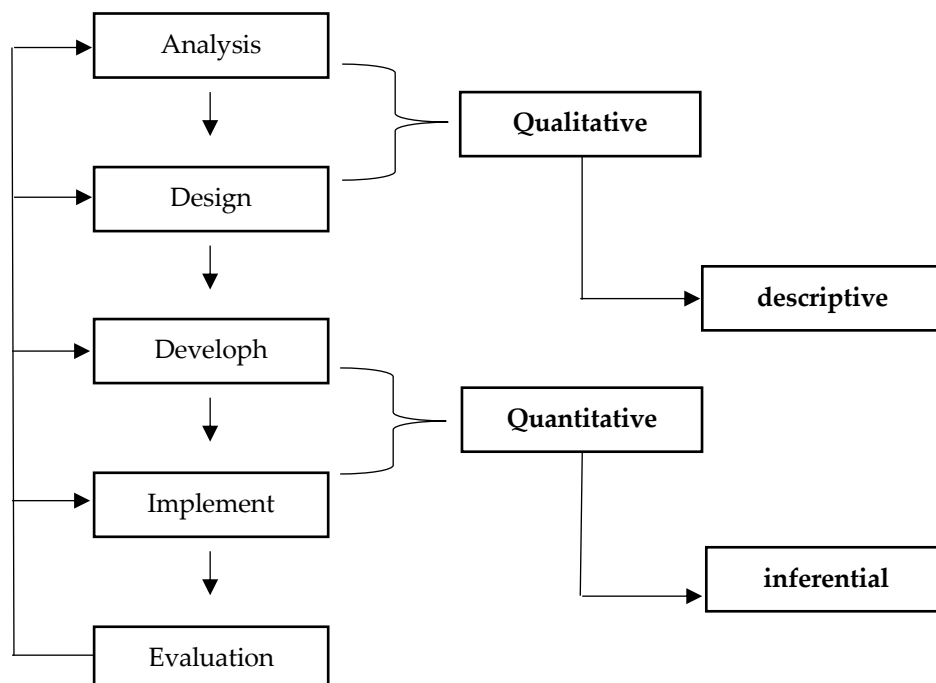 Analysis
Qualitative
Design
descriptive
Developh
Quantitative
Implement
inferential
Evaluation